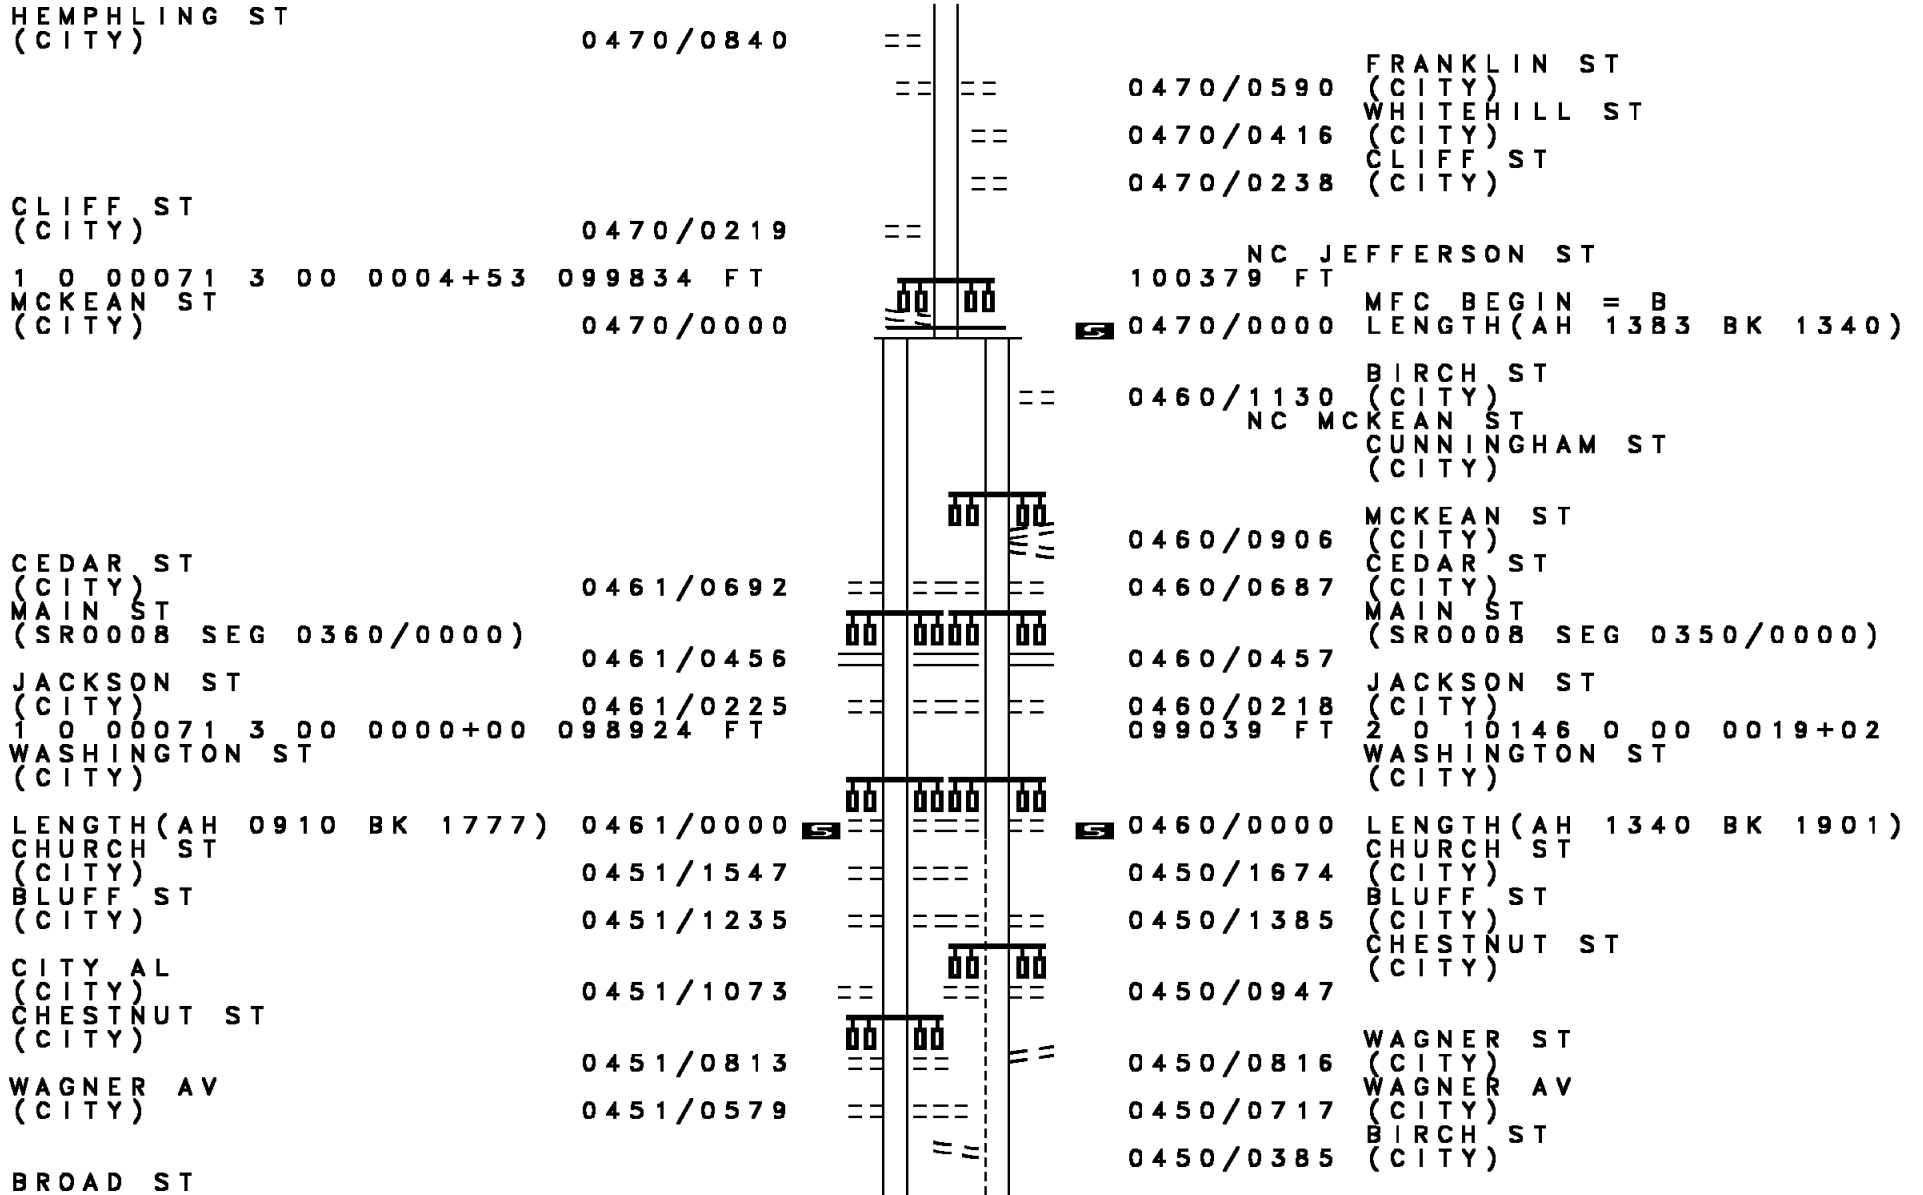 HEMPHLING ST
(CITY) 0470/0840
FRANKLIN ST
0470/0590 (CITY)
WHITEHILL ST
0470/0416 (CITY)
CLIFF ST
0470/0238 (CITY)
CLIFF ST
(CITY) 0470/0219
NC JEFFERSON ST
1 0 00071 3 00 0004+53 099834 FT 100379 FT
MCKEAN ST MFC BEGIN = B
(CITY) 0470/0000 S 0470/0000 LENGTH(AH 1383 BK 1340)
BIRCH ST
0460/1130 (CITY)
NC MCKEAN ST
CUNNINGHAM ST
(CITY)
MCKEAN ST
0460/0906 (CITY)
CEDAR ST CEDAR ST
(CITY) 0461/0692 0460/0687 (CITY)
MAIN ST MAIN ST
(SR0008 SEG 0360/0000) (SR0008 SEG 0350/0000)
0461/0456 0460/0457
JACKSON ST JACKSON ST
(CITY) 0461/0225 0460/0218 (CITY)
1 0 00071 3 00 0000+00 098924 FT 099039 FT 2 0 10146 0 00 0019+02
WASHINGTON ST WASHINGTON ST
(CITY) (CITY)
LENGTH(AH 0910 BK 1777) 0461/0000 S S 0460/0000 LENGTH(AH 1340 BK 1901)
CHURCH ST CHURCH ST
(CITY) 0451/1547 0450/1674 (CITY)
BLUFF ST BLUFF ST
(CITY) 0451/1235 0450/1385 (CITY)
CHESTNUT ST
CITY AL (CITY)
(CITY) 0451/1073 0450/0947
CHESTNUT ST
(CITY) WAGNER ST
0451/0813 0450/0816 (CITY)
WAGNER AV WAGNER AV
(CITY) 0451/0579 0450/0717 (CITY)
BIRCH ST
0450/0385 (CITY)
BROAD ST